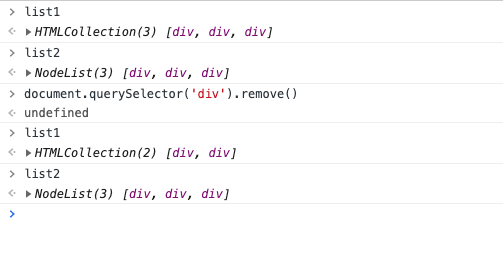 list1
HTMLCollection(3) [div, div, div]
list2
NodeList(3) [div, div, div]
document.querySelector('div').remove()
undefined
list1
HTMLCollection(2) [div, div]
list2
NodeList(3) [div, div, div]